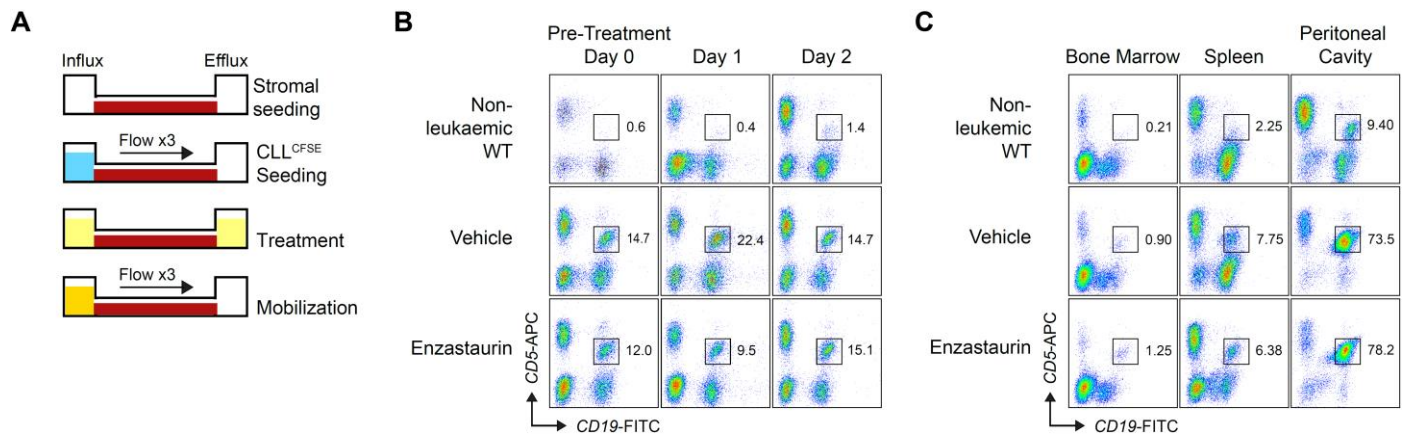 A
Influx
Efflux
Stromal
seeding
Flow x3
CLL^CFSE
Seeding
Treatment
Flow x3
Mobilization
B
Pre-Treatment
Day 0
Day 1
Day 2
Non-
leukaemic
WT
0.6
0.4
1.4
Vehicle
14.7
22.4
14.7
Enzastaurin
12.0
9.5
15.1
CD5-APC
CD19-FITC
C
Bone Marrow
Spleen
Peritoneal
Cavity
Non-
leukemic
WT
0.21
2.25
9.40
Vehicle
0.90
7.75
73.5
Enzastaurin
1.25
6.38
78.2
CD5-APC
CD19-FITC